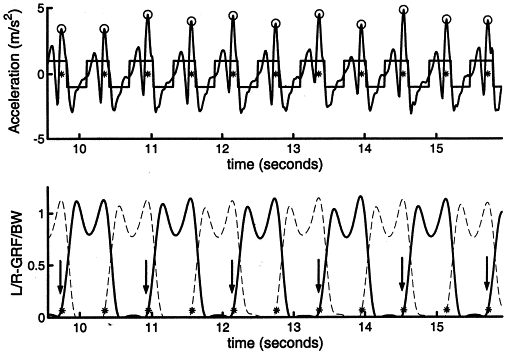 5
0
-5
Acceleration (m/s²)
10 11 12 13 14 15
time (seconds)
1
0.5
0
L/R-GRF/BW
10 11 12 13 14 15
time (seconds)